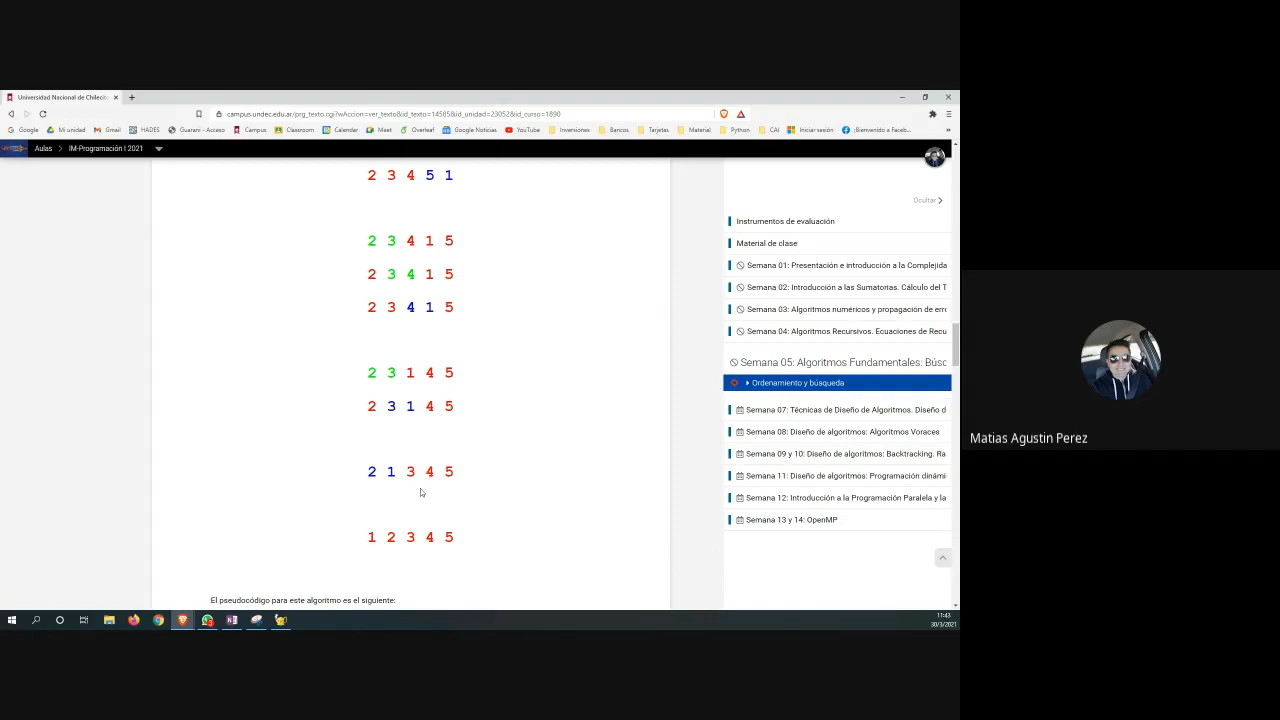 Universidad Nacional de Chilecito
campus.undec.edu.ar/prg_texto.cgi?wAccion=ver_texto&id_texto=14585&id_unidad=23052&id_curso=1890
Google Mi unidad Gmail HADES Guarani - Acceso Campus Classroom Calendar Meet Overleaf Google Noticias YouTube Inversiones Bancos Tarjetas Material Python CAI Iniciar sesión ¡Bienvenido a Faceb... »
Aulas > IM-Programación I 2021
2 3 4 5 1
2 3 4 1 5
2 3 4 1 5
2 3 4 1 5
2 3 1 4 5
2 3 1 4 5
2 1 3 4 5
1 2 3 4 5
El pseudocódigo para este algoritmo es el siguiente:
Ocultar
Instrumentos de evaluación
Material de clase
Semana 01: Presentación e introducción a la Complejida
Semana 02: Introducción a las Sumatorias. Cálculo del T
Semana 03: Algoritmos numéricos y propagación de erro
Semana 04: Algoritmos Recursivos. Ecuaciones de Recu
Semana 05: Algoritmos Fundamentales: Búsq
Ordenamiento y búsqueda
Semana 07: Técnicas de Diseño de Algoritmos. Diseño d
Semana 08: Diseño de algoritmos: Algoritmos Voraces
Semana 09 y 10: Diseño de algoritmos: Backtracking. Ra
Semana 11: Diseño de algoritmos: Programación dinámi
Semana 12: Introducción a la Programación Paralela y la
Semana 13 y 14: OpenMP
11:43
30/3/2021
Matias Agustin Perez